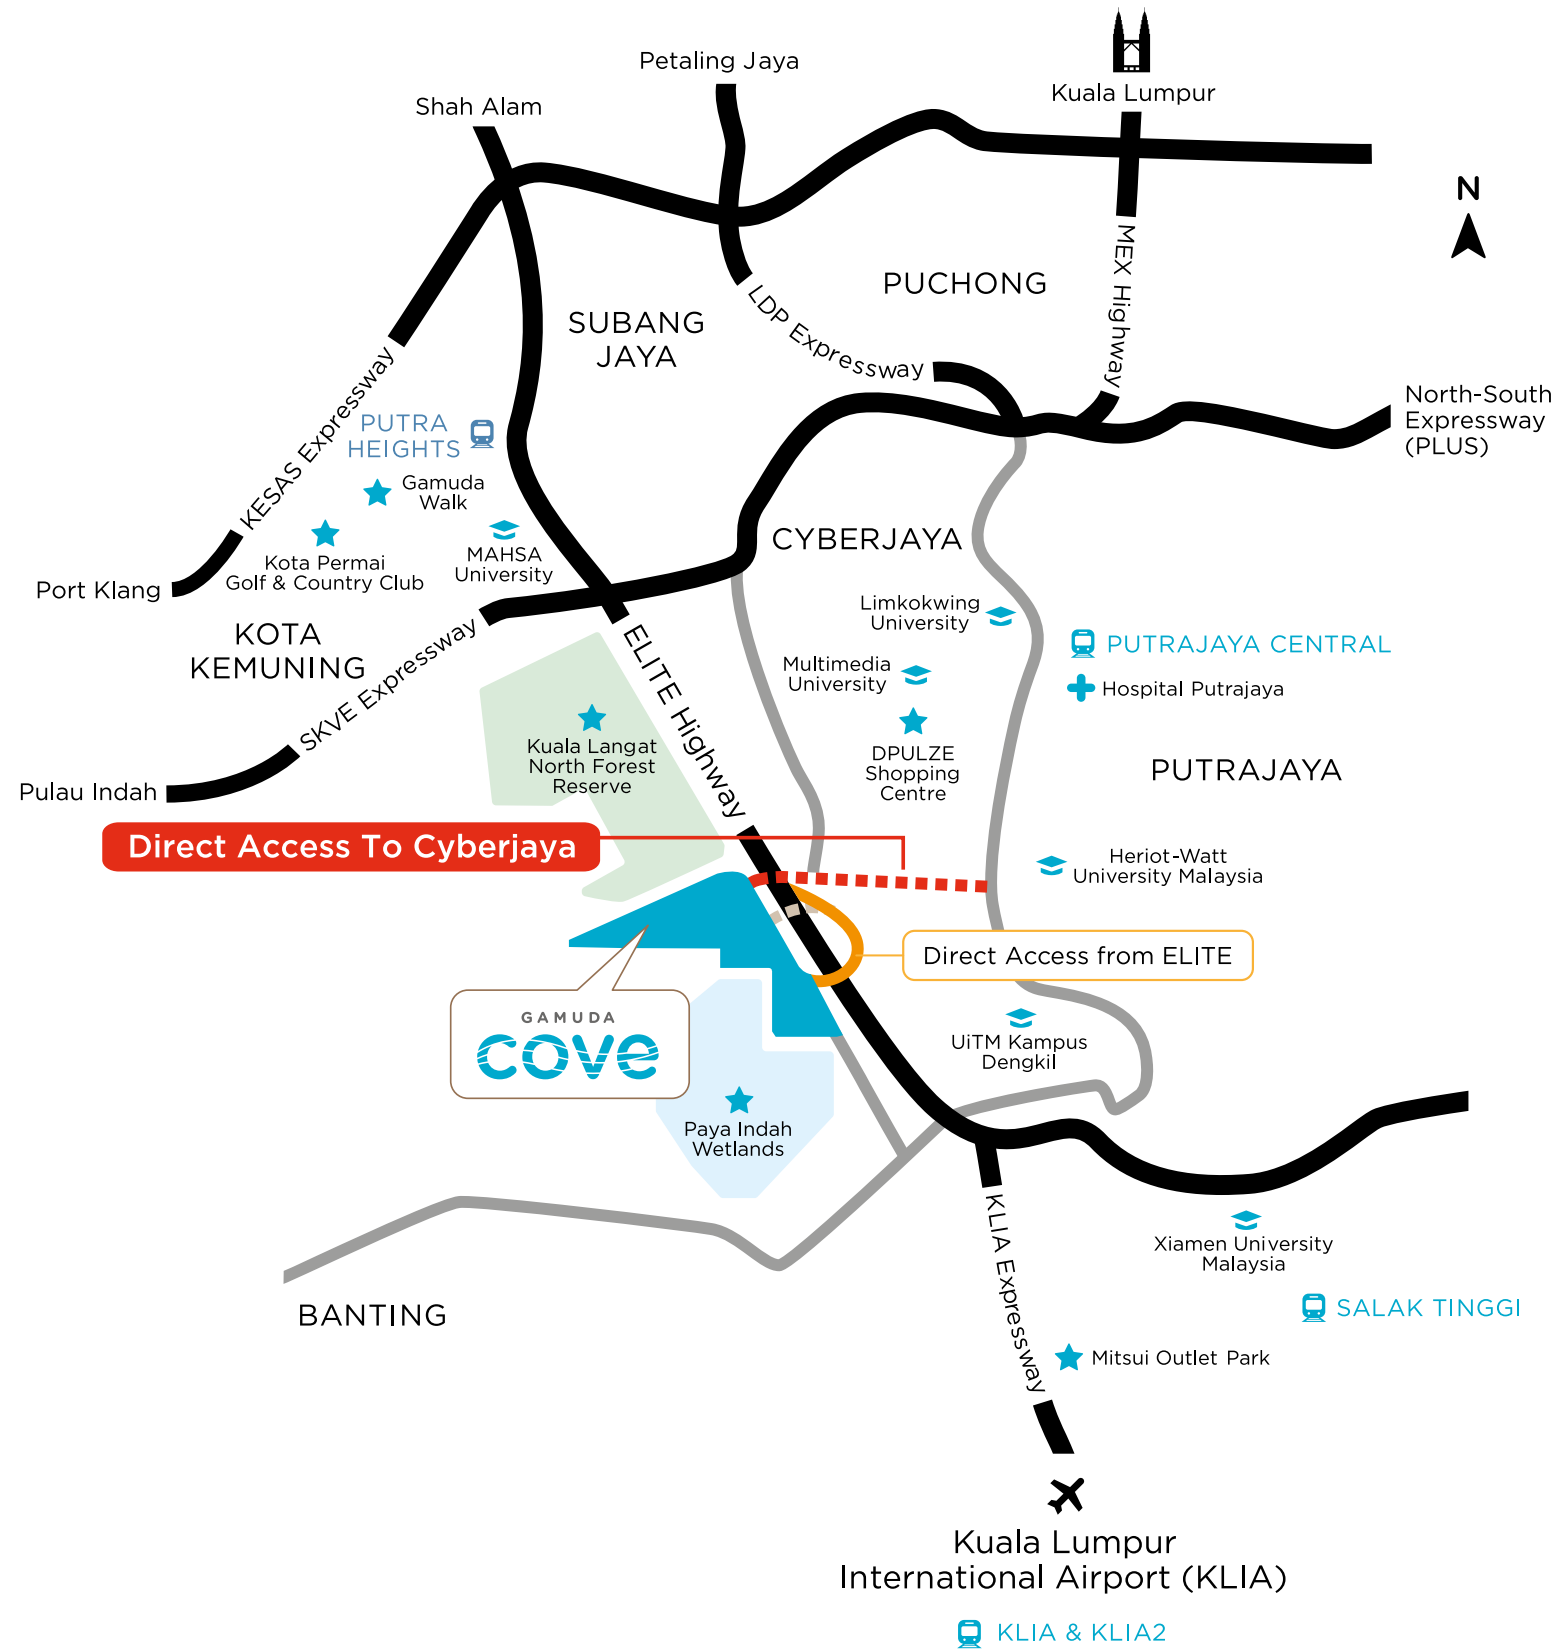 Petaling Jaya
Shah Alam
Kuala Lumpur
N
MEX Highway
PUCHONG
LDP Expressway
SUBANG
JAYA
KESAS Expressway
North-South
Expressway
(PLUS)
PUTRA
HEIGHTS
Gamuda
Walk
Kota Permai
Golf & Country Club
MAHSA
University
CYBERJAYA
Port Klang
KOTA
KEMUNING
SKVE Expressway
Pulau Indah
ELITE Highway
Limkokwing
University
Multimedia
University
DPULZE
Shopping
Centre
PUTRAJAYA CENTRAL
Hospital Putrajaya
PUTRAJAYA
Kuala Langat
North Forest
Reserve
Direct Access To Cyberjaya
Heriot-Watt
University Malaysia
Direct Access from ELITE
GAMUDA
cove
UiTM Kampus
Dengkil
Paya Indah
Wetlands
KLIA Expressway
Xiamen University
Malaysia
BANTING
SALAK TINGGI
Mitsui Outlet Park
Kuala Lumpur
International Airport (KLIA)
KLIA & KLIA2